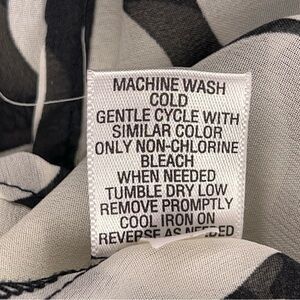 MACHINE WASH
COLD
GENTLE CYCLE WITH
SIMILAR COLOR
ONLY NON-CHLORINE
BLEACH
WHEN NEEDED
TUMBLE DRY LOW
REMOVE PROMPTLY
COOL IRON ON
REVERSE AS NEEDED